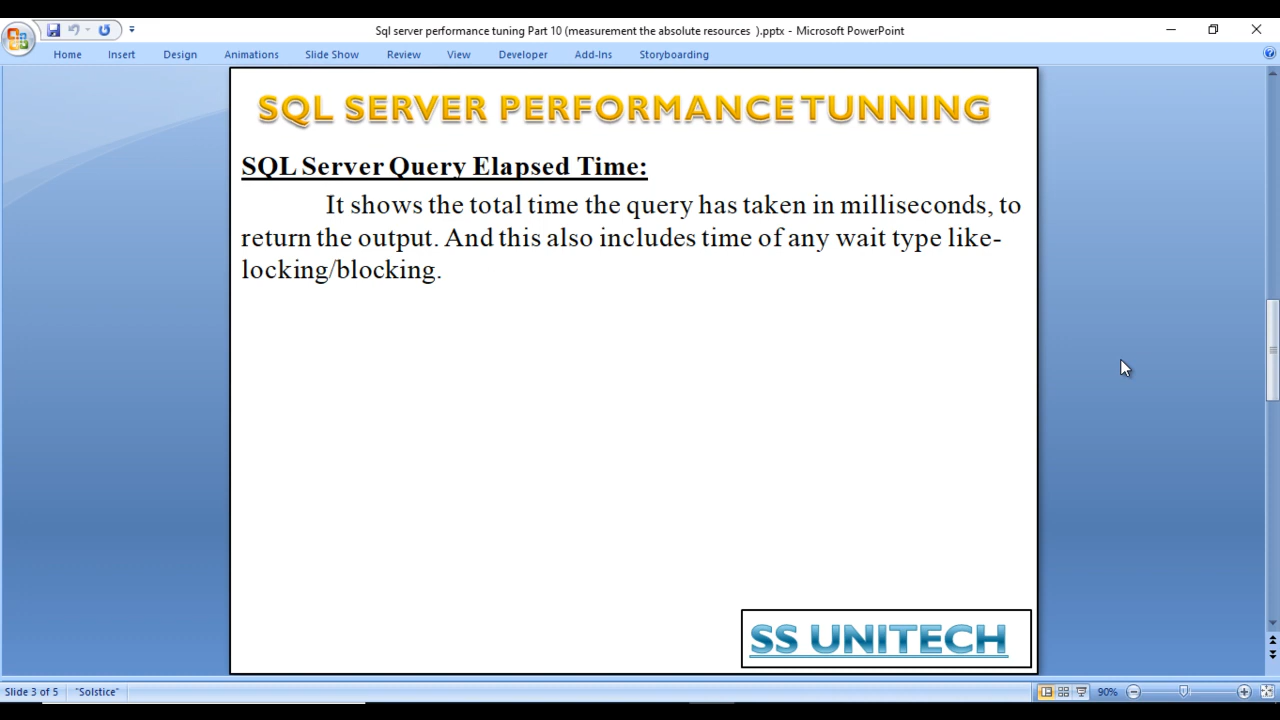 Sql server performance tuning Part 10 (measurement the absolute resources ).pptx - Microsoft PowerPoint
Home Insert Design Animations Slide Show Review View Developer Add-Ins Storyboarding
SQL SERVER PERFORMANCE TUNNING
SQL Server Query Elapsed Time:
It shows the total time the query has taken in milliseconds, to
return the output. And this also includes time of any wait type like-
locking/blocking.
SS UNITECH
Slide 3 of 5 "Solstice" 90%